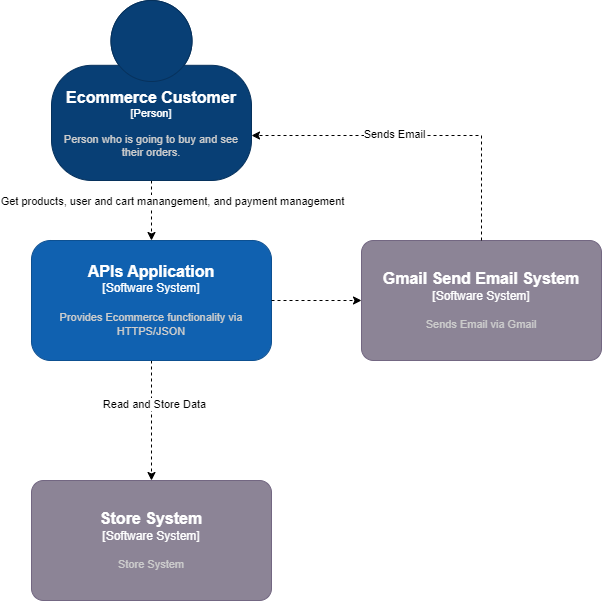 Ecommerce Customer
[Person]
Person who is going to buy and see
their orders.
Sends Email
Get products, user and cart manangement, and payment management
APIs Application
[Software System]
Provides Ecommerce functionality via
HTTPS/JSON
Gmail Send Email System
[Software System]
Sends Email via Gmail
Read and Store Data
Store System
[Software System]
Store System